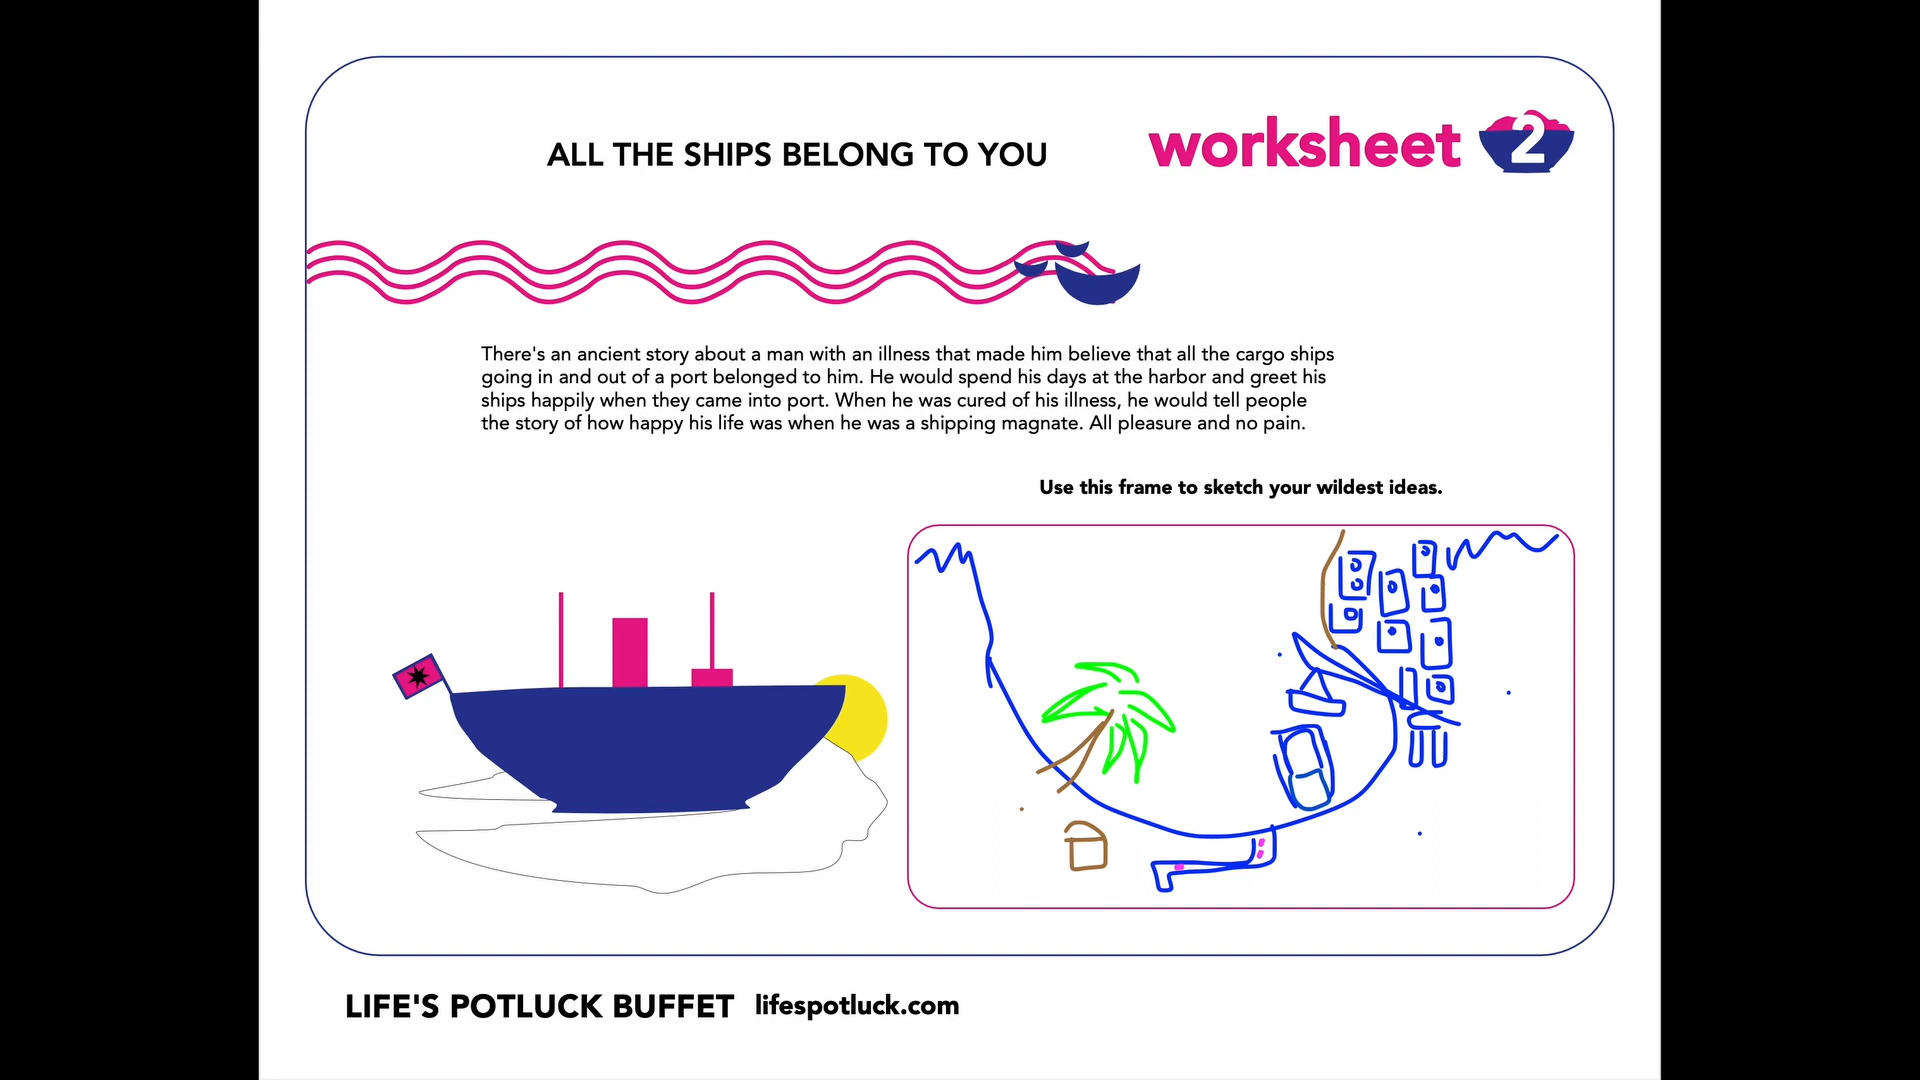 ALL THE SHIPS BELONG TO YOU
worksheet 2
There's an ancient story about a man with an illness that made him believe that all the cargo ships
going in and out of a port belonged to him. He would spend his days at the harbor and greet his
ships happily when they came into port. When he was cured of his illness, he would tell people
the story of how happy his life was when he was a shipping magnate. All pleasure and no pain.
Use this frame to sketch your wildest ideas.
LIFE'S POTLUCK BUFFET lifespotluck.com